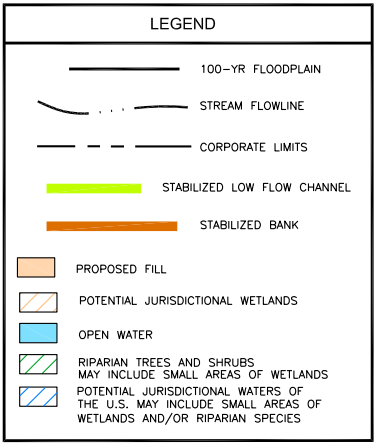 LEGEND
100-YR FLOODPLAIN
STREAM FLOWLINE
CORPORATE LIMITS
STABILIZED LOW FLOW CHANNEL
STABILIZED BANK
PROPOSED FILL
POTENTIAL JURISDICTIONAL WETLANDS
OPEN WATER
RIPARIAN TREES AND SHRUBS
MAY INCLUDE SMALL AREAS OF WETLANDS
POTENTIAL JURISDICTIONAL WATERS OF
THE U.S. MAY INCLUDE SMALL AREAS OF
WETLANDS AND/OR RIPARIAN SPECIES